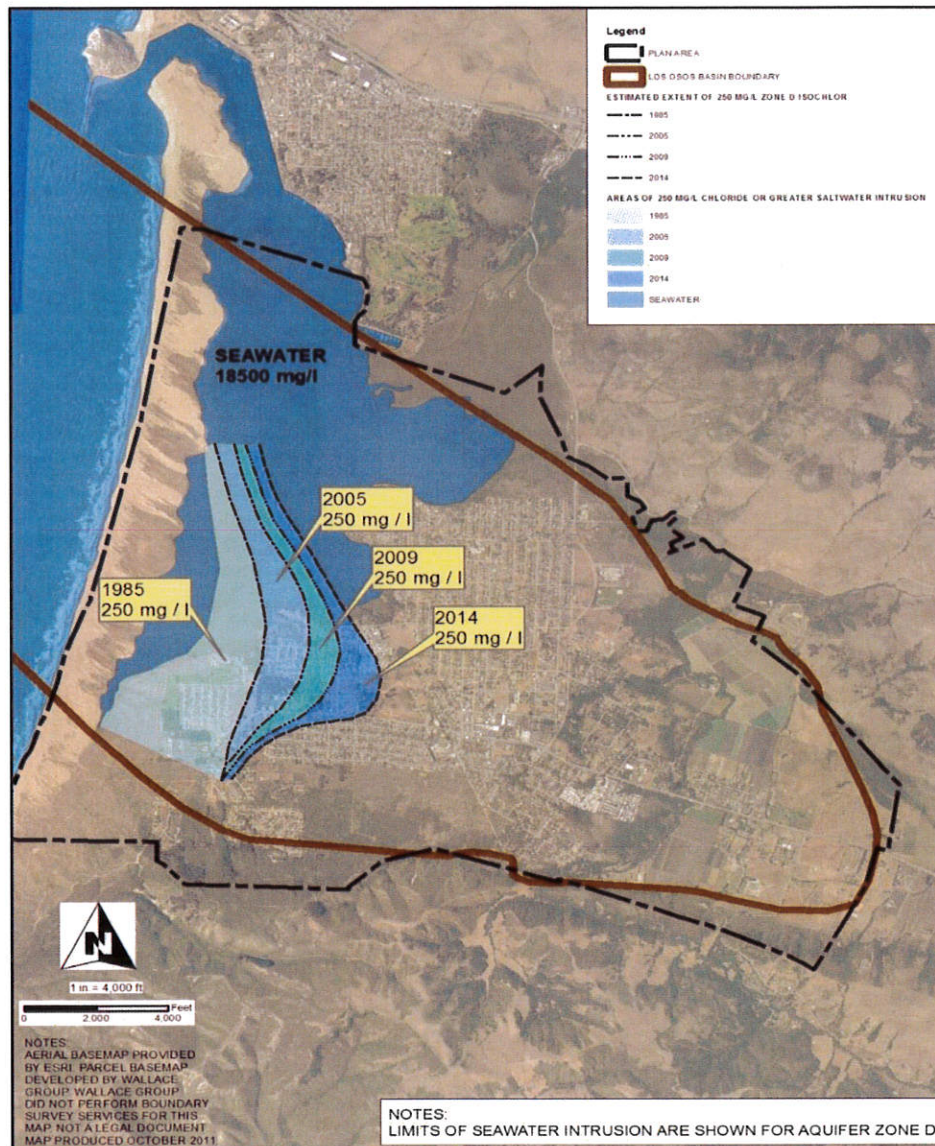 Legend
PLAN AREA
LOS OSOS BASIN BOUNDARY
ESTIMATED EXTENT OF 250 MG/L ZONE D ISOCHLOR
1985
2005
2009
2014
AREAS OF 250 MG/L CHLORIDE OR GREATER SALTWATER INTRUSION
1985
2005
2009
2014
SEAWATER
SEAWATER
18500 mg/l
2005
250 mg / l
2009
250 mg / l
1985
250 mg / l
2014
250 mg / l
N
1 in = 4,000 ft
Feet
0 2,000 4,000
NOTES:
AERIAL BASEMAP PROVIDED
BY ESRI. PARCEL BASEMAP
DEVELOPED BY WALLACE
GROUP. WALLACE GROUP
DID NOT PERFORM BOUNDARY
SURVEY SERVICES FOR THIS
MAP. NOT A LEGAL DOCUMENT
MAP PRODUCED OCTOBER 2011
NOTES:
LIMITS OF SEAWATER INTRUSION ARE SHOWN FOR AQUIFER ZONE D